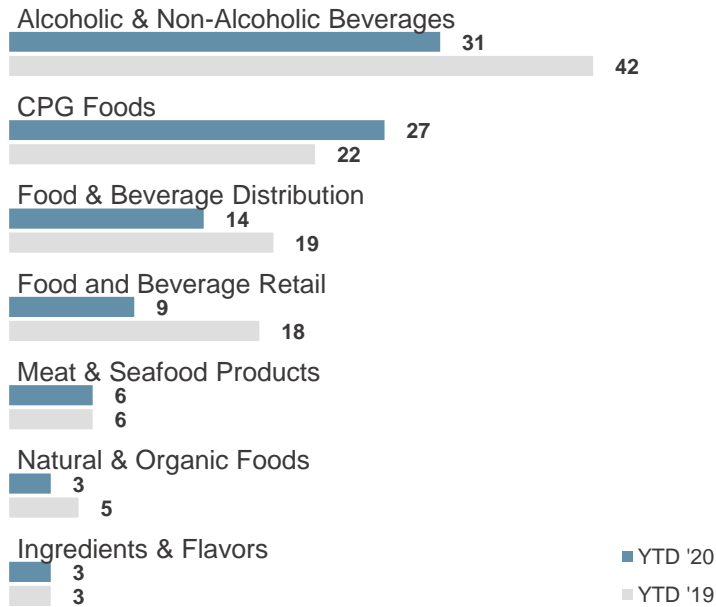 Alcoholic & Non-Alcoholic Beverages
31
42
CPG Foods
27
22
Food & Beverage Distribution
14
19
Food and Beverage Retail
9
18
Meat & Seafood Products
6
6
Natural & Organic Foods
3
5
Ingredients & Flavors
3
3
YTD '20
YTD '19